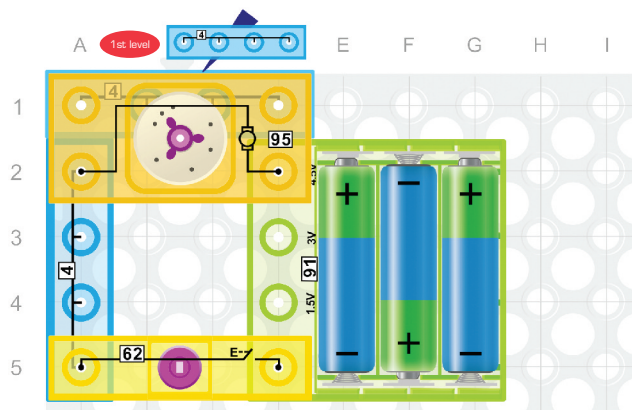 4
A 1st level E F G H I
4
1
95
2
4.5V
+ − +
3
3V
91
4
4
1.5V
− + −
5
62
E